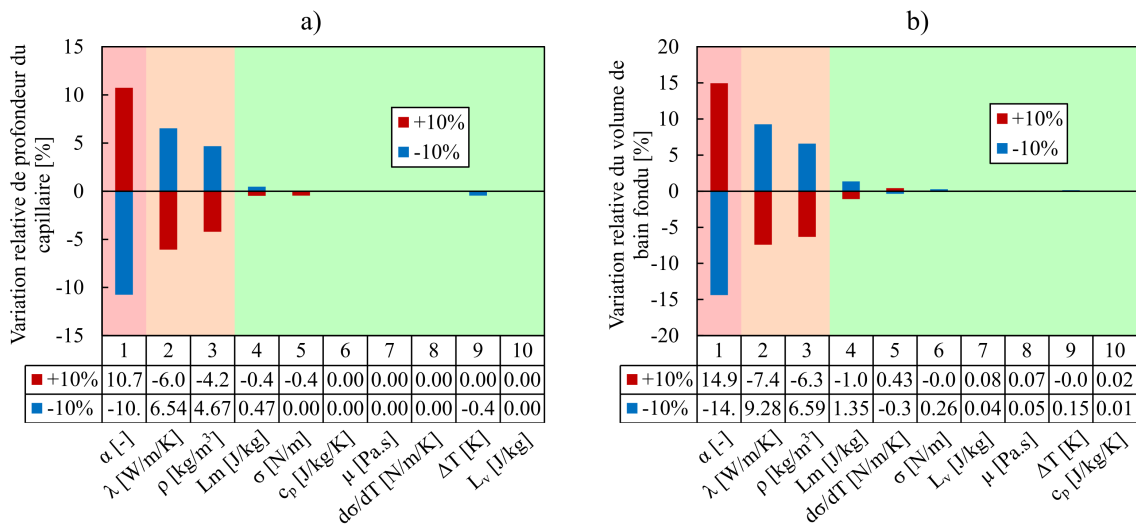 a)
Variation relative de profondeur du
capillaire [%]
15
10
5
0
-5
-10
-15
+10%
-10%
1 2 3 4 5 6 7 8 9 10
+10% 10.7 -6.0 -4.2 -0.4 -0.4 0.00 0.00 0.00 0.00 0.00
-10% -10. 6.54 4.67 0.47 0.00 0.00 0.00 0.00 -0.4 0.00
α [-]
λ [W/m/K]
ρ [kg/m³]
Lm [J/kg]
σ [N/m]
cₚ [J/kg/K]
μ [Pa.s]
dσ/dT [N/m/K]
ΔT [K]
Lᵥ [J/kg]
b)
Variation relative du volume de
bain fondu [%]
20
15
10
5
0
-5
-10
-15
-20
+10%
-10%
1 2 3 4 5 6 7 8 9 10
+10% 14.9 -7.4 -6.3 -1.0 0.43 -0.0 0.08 0.07 -0.0 0.02
-10% -14. 9.28 6.59 1.35 -0.3 0.26 0.04 0.05 0.15 0.01
α [-]
λ [W/m/K]
ρ [kg/m³]
Lm [J/kg]
dσ/dT [N/m/K]
σ [N/m]
Lᵥ [J/kg]
μ [Pa.s]
ΔT [K]
cₚ [J/kg/K]